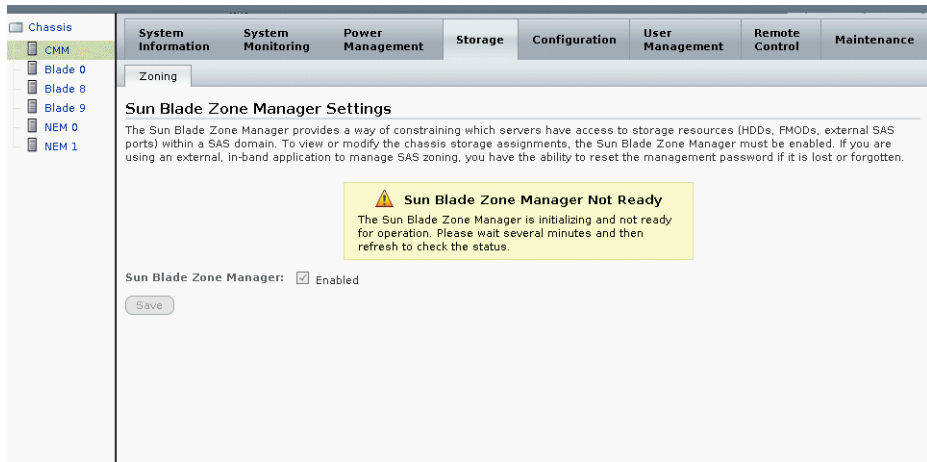 Chassis
CMM
Blade 0
Blade 8
Blade 9
NEM 0
NEM 1
System Information
System Monitoring
Power Management
Storage
Configuration
User Management
Remote Control
Maintenance
Zoning
Sun Blade Zone Manager Settings
The Sun Blade Zone Manager provides a way of constraining which servers have access to storage resources (HDDs, FMODs, external SAS
ports) within a SAS domain. To view or modify the chassis storage assignments, the Sun Blade Zone Manager must be enabled. If you are
using an external, in-band application to manage SAS zoning, you have the ability to reset the management password if it is lost or forgotten.
Sun Blade Zone Manager Not Ready
The Sun Blade Zone Manager is initializing and not ready
for operation. Please wait several minutes and then
refresh to check the status.
Sun Blade Zone Manager: Enabled
Save